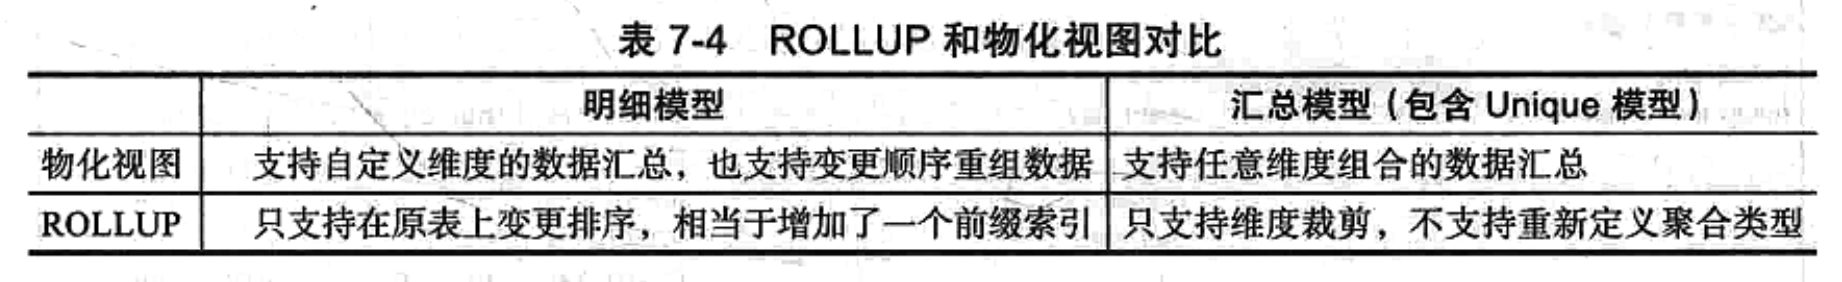 表 7-4 ROLLUP 和物化视图对比
明细模型 汇总模型（包含 Unique 模型）
物化视图 支持自定义维度的数据汇总，也支持变更顺序重组数据 支持任意维度组合的数据汇总
ROLLUP 只支持在原表上变更排序，相当于增加了一个前缀索引 只支持维度裁剪，不支持重新定义聚合类型